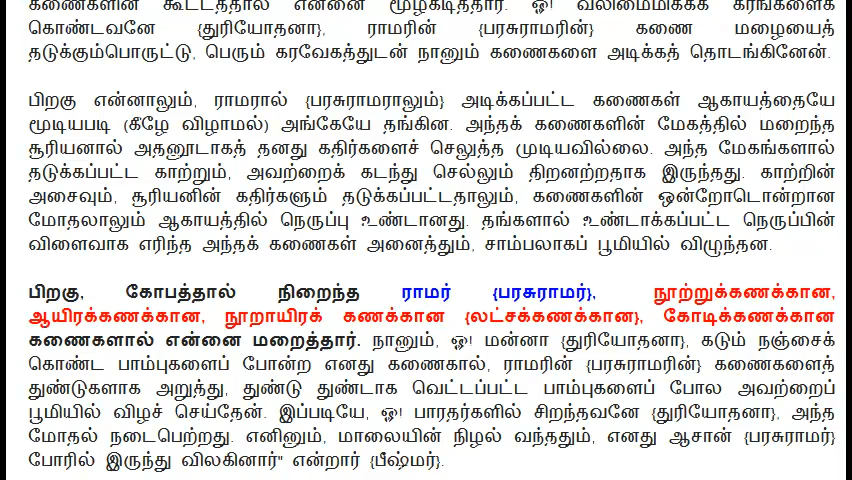 கணைகளின் கூட்டத்தால் என்னை மூழ்கடித்தார். ஓ! வலிமைமிக்கக் கரங்களைக்
கொண்டவனே {துரியோதனா}, ராமரின் {பரசுராமரின்} கணை மழையைத்
தடுக்கும்பொருட்டு, பெரும் கரவேகத்துடன் நானும் கணைகளை அடிக்கத் தொடங்கினேன்.
பிறகு என்னாலும், ராமரால் {பரசுராமராலும்} அடிக்கப்பட்ட கணைகள் ஆகாயத்தையே
மூடியபடி (கீழே விழாமல்) அங்கேயே தங்கின. அந்தக் கணைகளின் மேகத்தில் மறைந்த
சூரியனால் அதனூடாகத் தனது கதிர்களைச் செலுத்த முடியவில்லை. அந்த மேகங்களால்
தடுக்கப்பட்ட காற்றும், அவற்றைக் கடந்து செல்லும் திறனற்றதாக இருந்தது. காற்றின்
அசைவும், சூரியனின் கதிர்களும் தடுக்கப்பட்டதாலும், கணைகளின் ஒன்றோடொன்றான
மோதலாலும் ஆகாயத்தில் நெருப்பு உண்டானது. தங்களால் உண்டாக்கப்பட்ட நெருப்பின்
விளைவாக எரிந்த அந்தக் கணைகள் அனைத்தும், சாம்பலாகப் பூமியில் விழுந்தன.
பிறகு, கோபத்தால் நிறைந்த ராமர் {பரசுராமர்}, நூற்றுக்கணக்கான,
ஆயிரக்கணக்கான, நூறாயிரக் கணக்கான {லட்சக்கணக்கான}, கோடிக்கணக்கான
கணைகளால் என்னை மறைத்தார். நானும், ஓ! மன்னா {துரியோதனா}, கடும் நஞ்சைக்
கொண்ட பாம்புகளைப் போன்ற எனது கணைகால், ராமரின் {பரசுராமரின்} கணைகளைத்
துண்டுகளாக அறுத்து, துண்டு துண்டாக வெட்டப்பட்ட பாம்புகளைப் போல அவற்றைப்
பூமியில் விழச் செய்தேன். இப்படியே, ஓ! பாரதர்களில் சிறந்தவனே {துரியோதனா}, அந்த
மோதல் நடைபெற்றது. எனினும், மாலையின் நிழல் வந்ததும், எனது ஆசான் {பரசுராமர்}
போரில் இருந்து விலகினார்" என்றார் {பீஷ்மர்}.